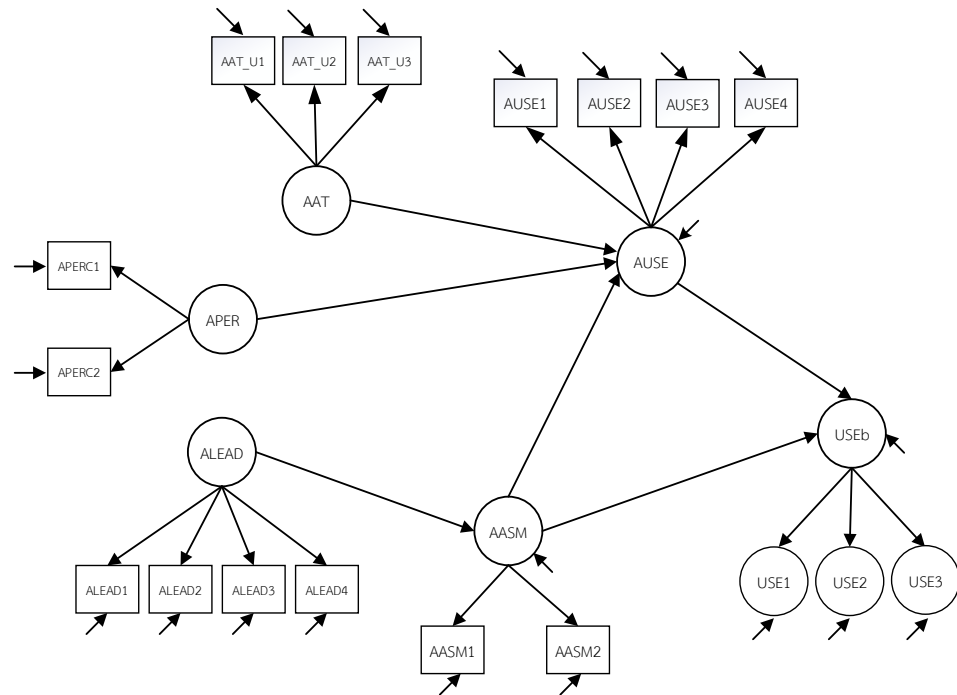 AAT_U1
AAT_U2
AAT_U3
AUSE1
AUSE2
AUSE3
AUSE4
AAT
AUSE
APERC1
APER
APERC2
ALEAD
USEb
AASM
ALEAD1
ALEAD2
ALEAD3
ALEAD4
USE1
USE2
USE3
AASM1
AASM2